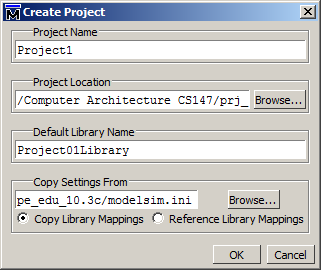 Create Project
Project Name
Project1
Project Location
/Computer Architecture CS147/prj_
Browse...
Default Library Name
Project01Library
Copy Settings From
pe_edu_10.3c/modelsim.ini
Browse...
Copy Library Mappings
Reference Library Mappings
OK
Cancel